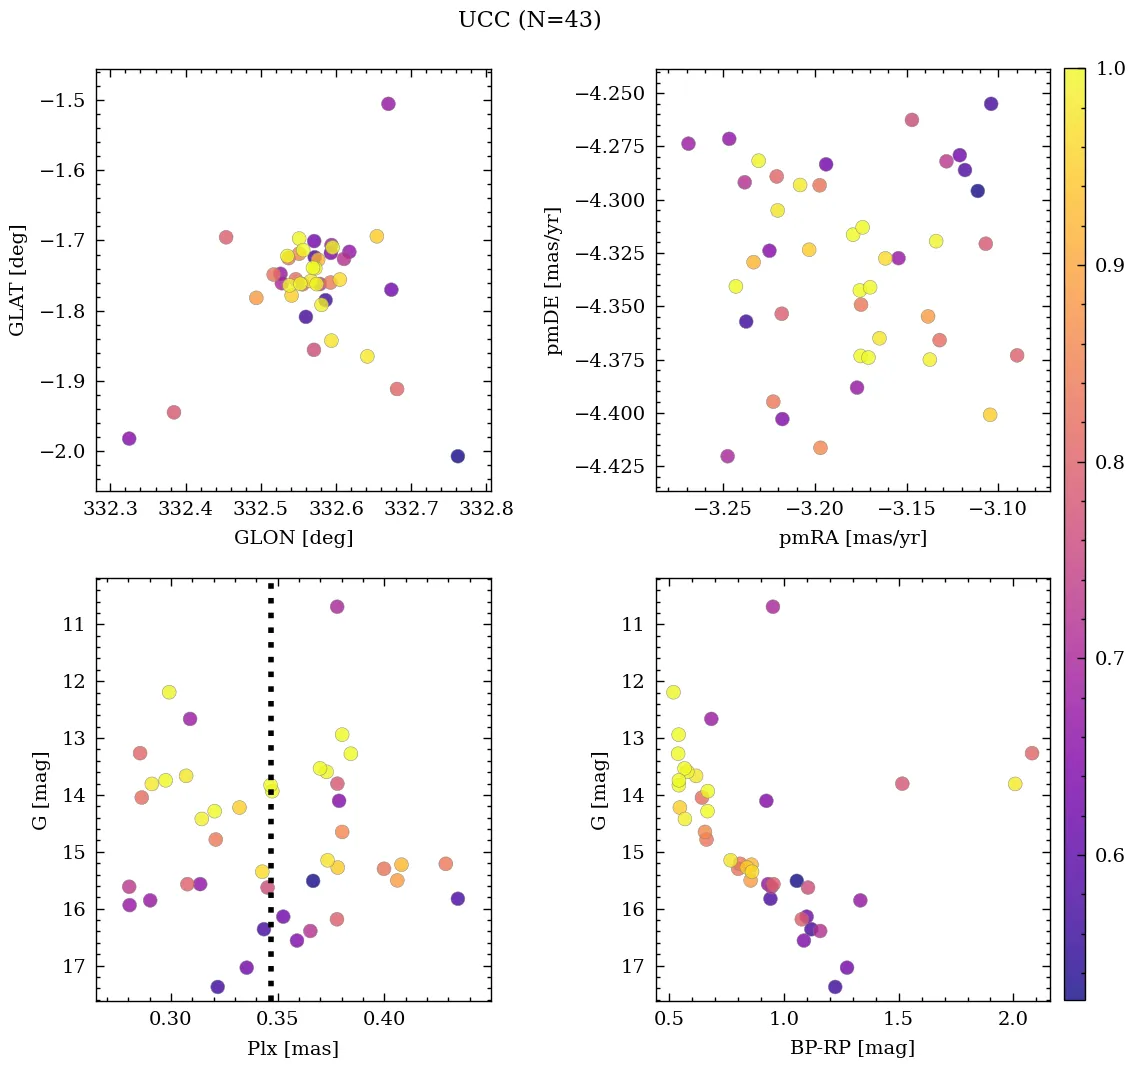 UCC (N=43)
−1.5
−1.6
−1.7
−1.8
−1.9
−2.0
GLAT [deg]
332.3 332.4 332.5 332.6 332.7 332.8
GLON [deg]
−4.250
−4.275
−4.300
−4.325
−4.350
−4.375
−4.400
−4.425
pmDE [mas/yr]
−3.25 −3.20 −3.15 −3.10
pmRA [mas/yr]
1.0
0.9
0.8
0.7
0.6
11
12
13
14
15
16
17
G [mag]
0.30 0.35 0.40
Plx [mas]
11
12
13
14
15
16
17
G [mag]
0.5 1.0 1.5 2.0
BP-RP [mag]